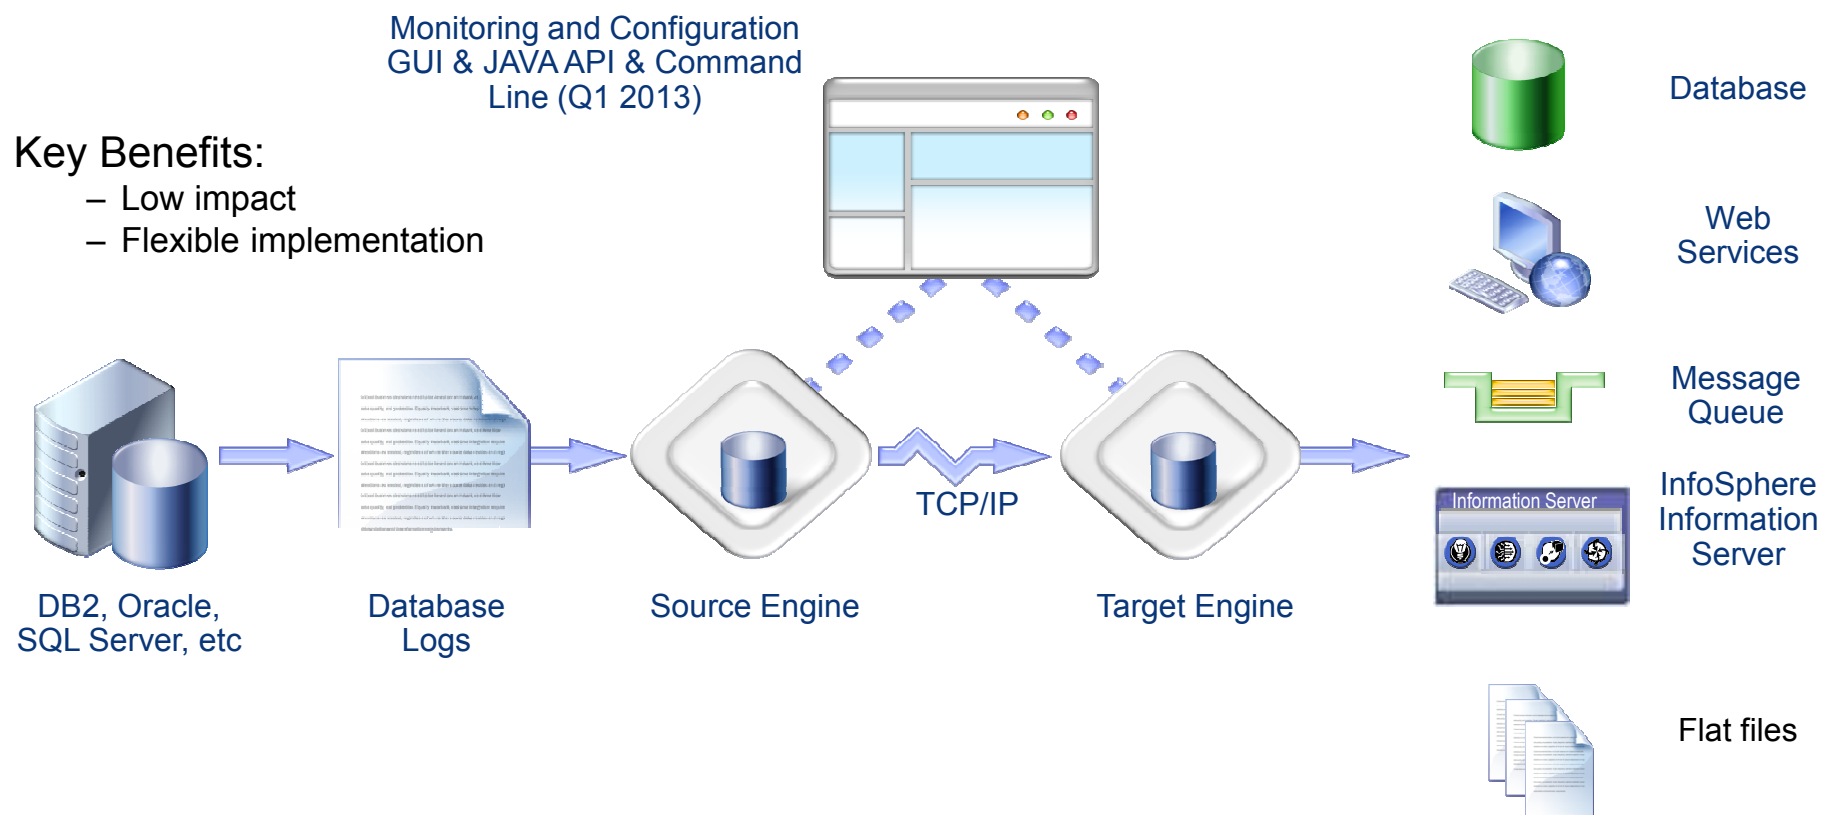 Monitoring and Configuration
GUI & JAVA API & Command
Line (Q1 2013)
Key Benefits:
– Low impact
– Flexible implementation
Database
Web
Services
Message
Queue
InfoSphere
Information
Server
Information Server
TCP/IP
DB2, Oracle,
SQL Server, etc
Database
Logs
Source Engine
Target Engine
Flat files